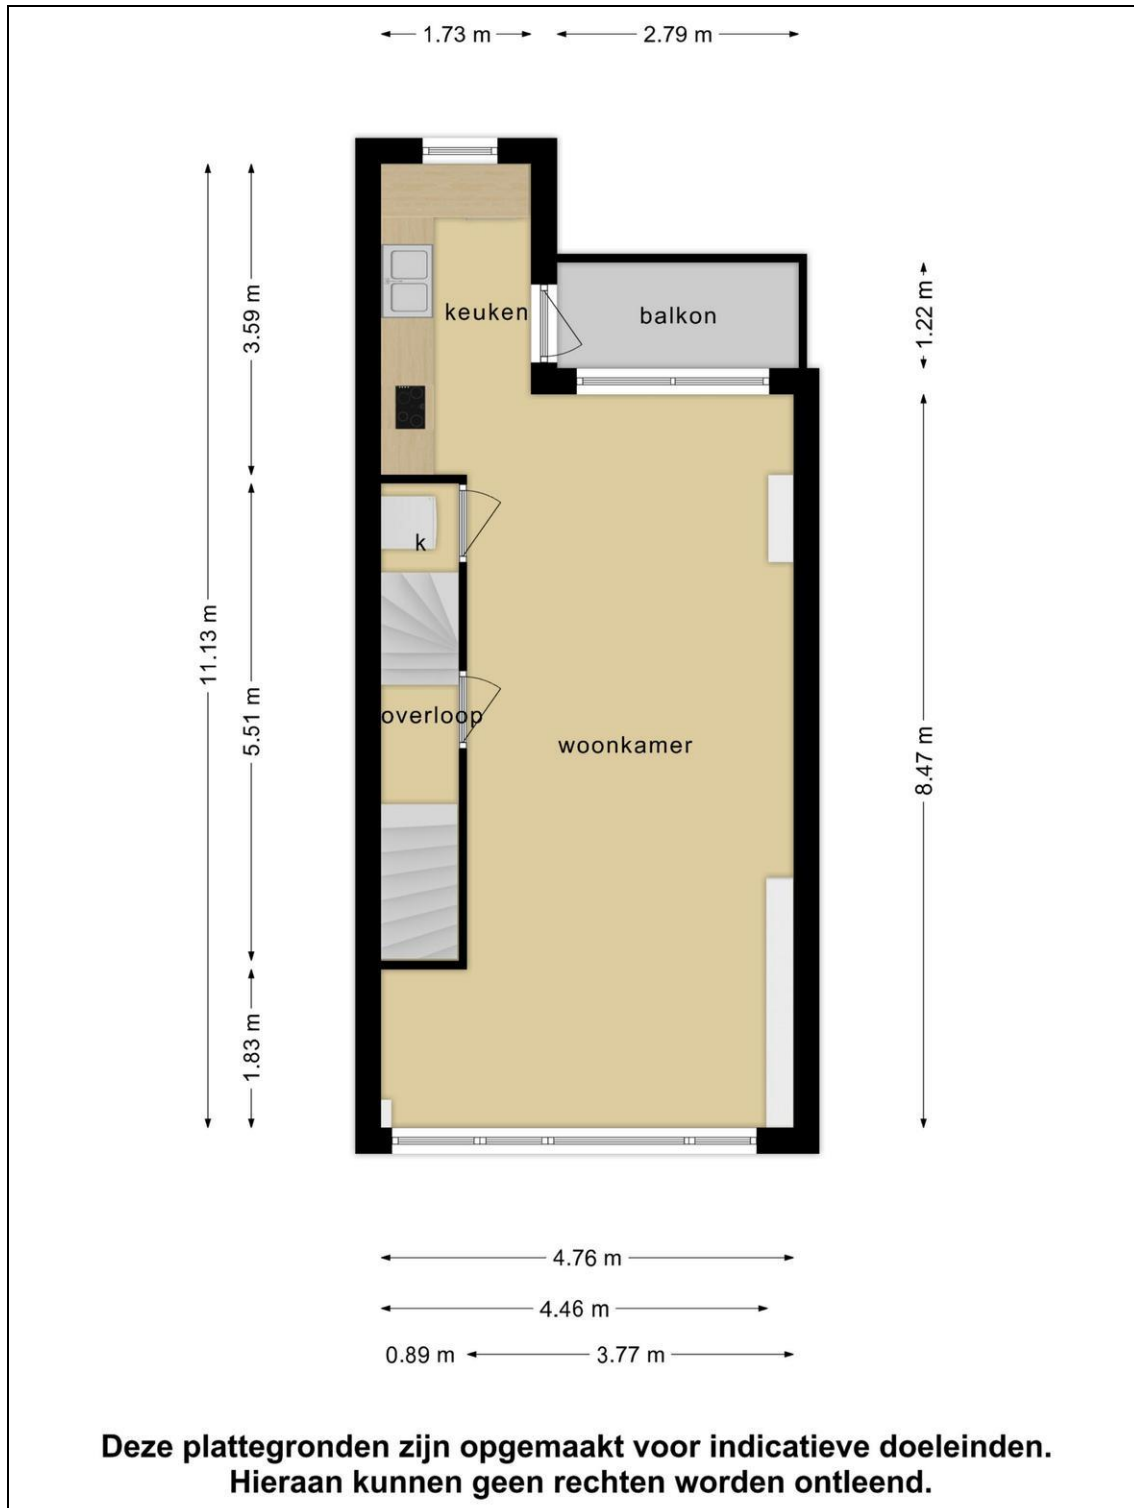 1.73 m
2.79 m
keuken
balkon
3.59 m
1.22 m
k
11.13 m
5.51 m
overloop
woonkamer
8.47 m
1.83 m
4.76 m
4.46 m
0.89 m
3.77 m
Deze plattegronden zijn opgemaakt voor indicatieve doeleinden.
Hieraan kunnen geen rechten worden ontleend.